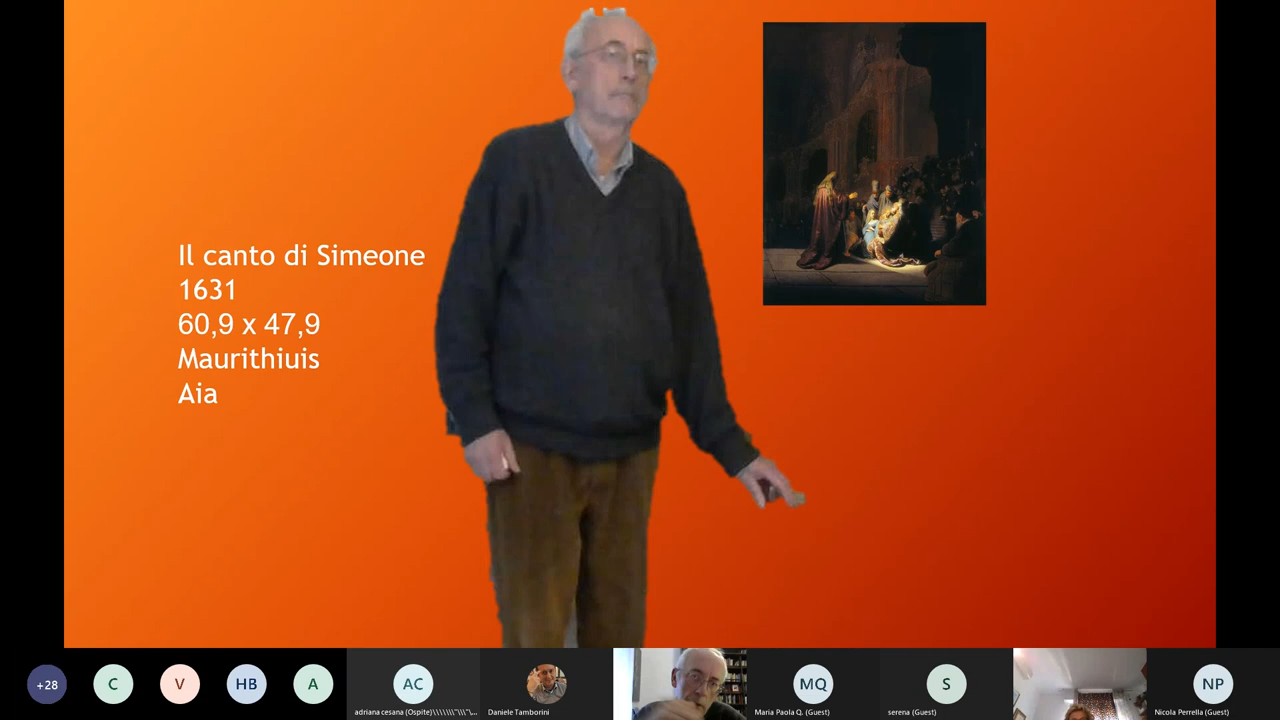 Il canto di Simeone
1631
60,9 x 47,9
Maurithiuis
Aia
+28
C
V
HB
A
AC
MQ
S
NP
adriana cesana (Ospite)\\\\\\\"\\\"\...
Daniele Tamborini
Maria Paola Q. (Guest)
serena (Guest)
Nicola Perrella (Guest)